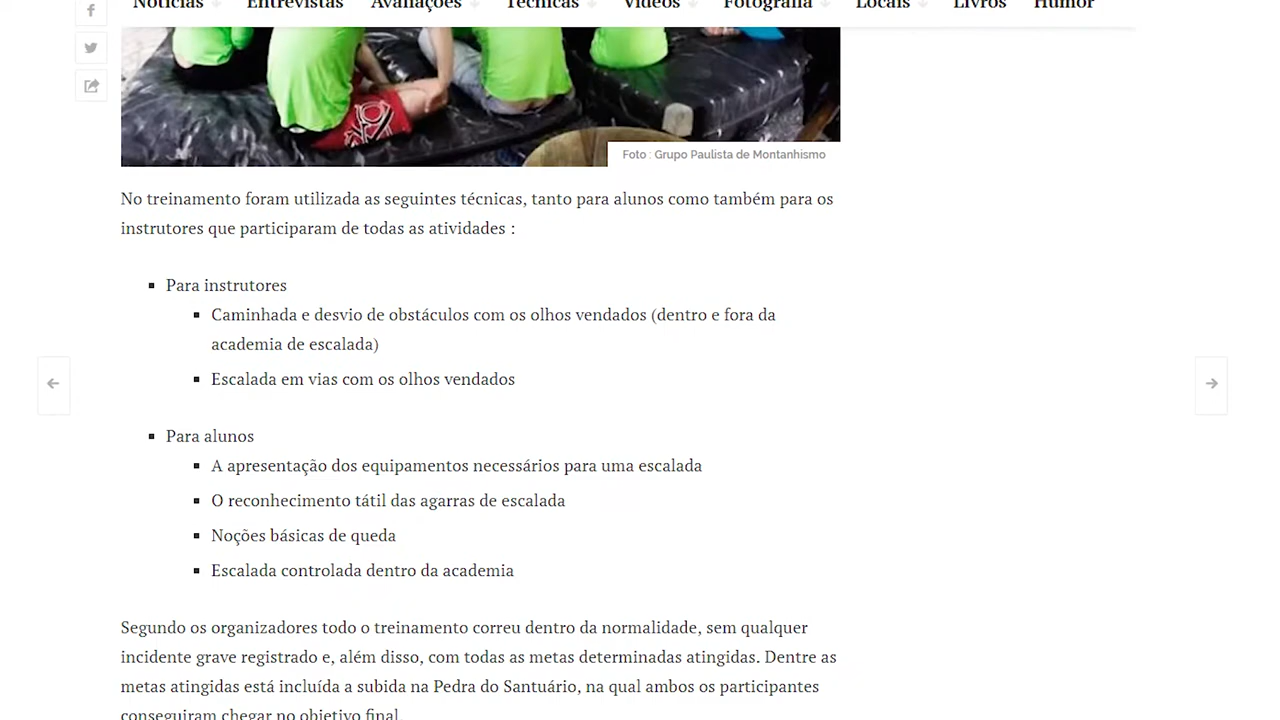 Notícias Entrevistas Avaliações Técnicas Vídeos Fotografia Locais Livros Humor
Foto : Grupo Paulista de Montanhismo
No treinamento foram utilizada as seguintes técnicas, tanto para alunos como também para os
instrutores que participaram de todas as atividades :
Para instrutores
Caminhada e desvio de obstáculos com os olhos vendados (dentro e fora da
academia de escalada)
Escalada em vias com os olhos vendados
Para alunos
A apresentação dos equipamentos necessários para uma escalada
O reconhecimento tátil das agarras de escalada
Noções básicas de queda
Escalada controlada dentro da academia
Segundo os organizadores todo o treinamento correu dentro da normalidade, sem qualquer
incidente grave registrado e, além disso, com todas as metas determinadas atingidas. Dentre as
metas atingidas está incluída a subida na Pedra do Santuário, na qual ambos os participantes
conseguiram chegar no objetivo final.